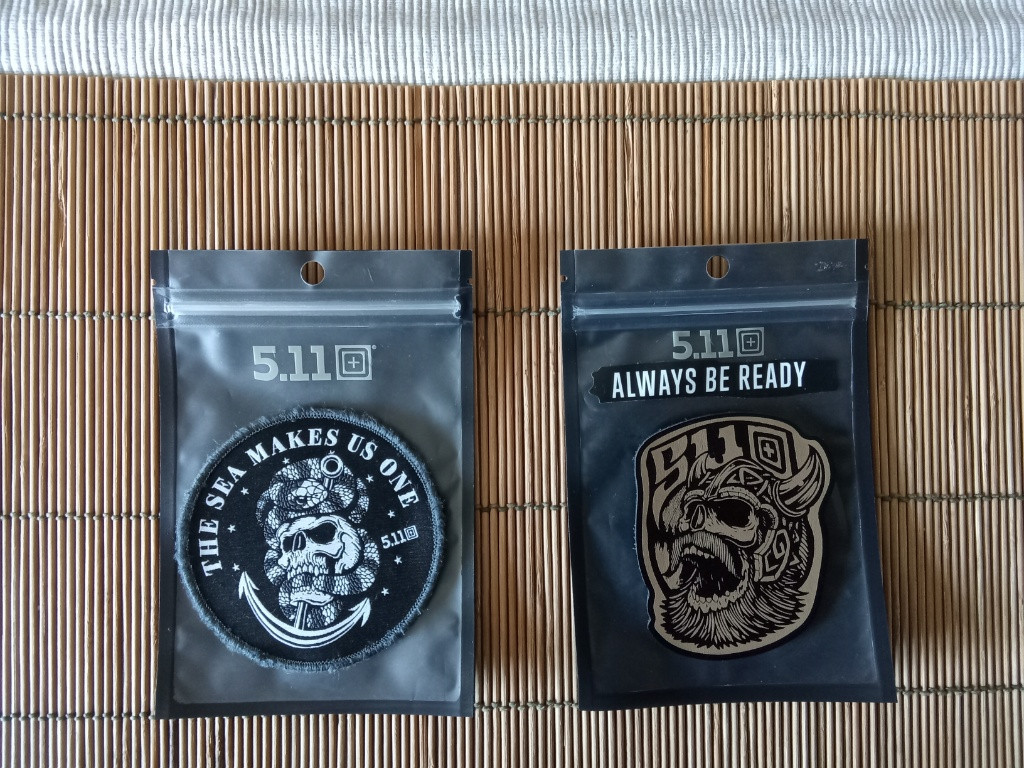 5.11
THE SEA MAKES US ONE
5.11
5.11
ALWAYS BE READY
5.11